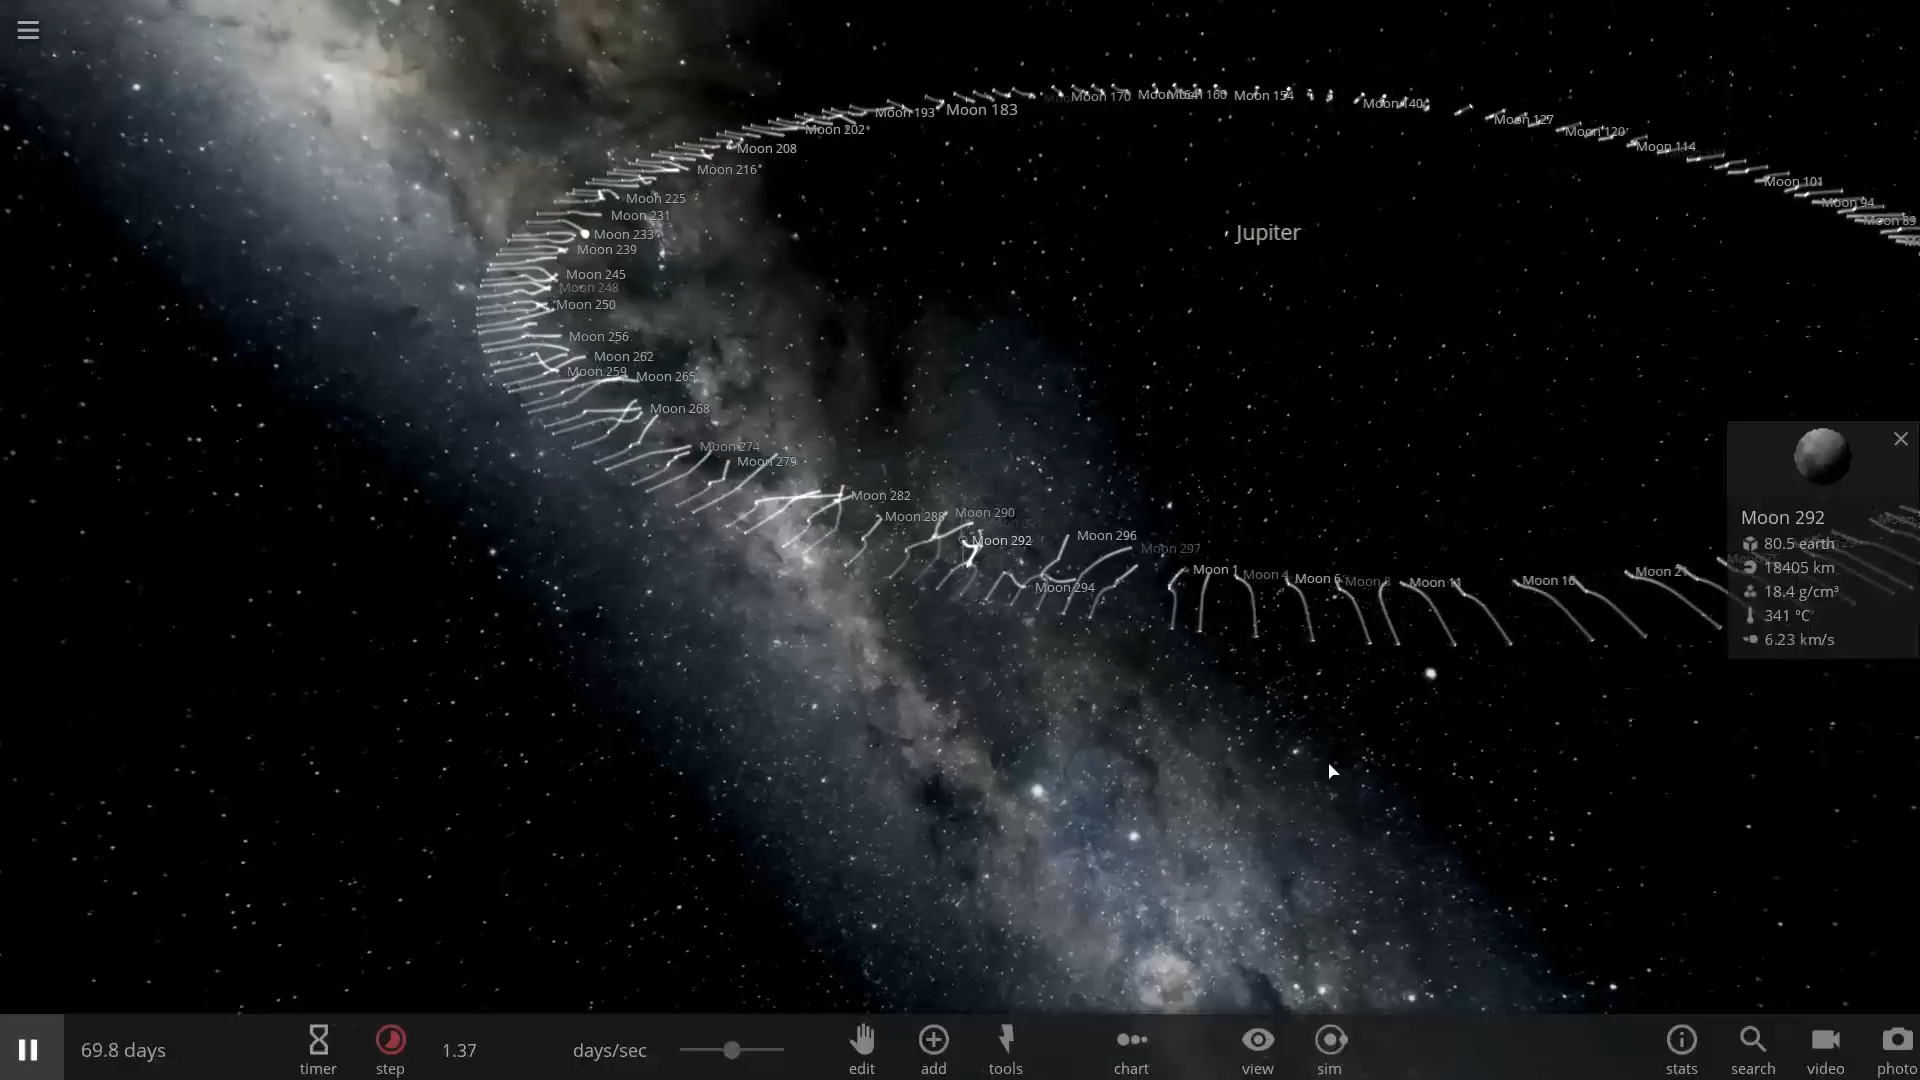 Moon 170
Moon 160
Moon 154
Moon 140
Moon 193
Moon 183
Moon 127
Moon 202
Moon 120
Moon 208
Moon 114
Moon 216
Moon 101
Moon 225
Moon 94
Moon 231
Moon 89
Moon 233
Jupiter
Moon 239
Moon 245
Moon 248
Moon 250
Moon 256
Moon 262
Moon 259
Moon 265
Moon 268
Moon 274
Moon 279
Moon 282
Moon 288
Moon 290
Moon 292
Moon 296
Moon 297
Moon 294
Moon 1
Moon 4
Moon 6
Moon 8
Moon 11
Moon 16
Moon 21
Moon 292
80.5 earth
18405 km
18.4 g/cm³
341 °C
6.23 km/s
69.8 days
timer
step
1.37
days/sec
edit
add
tools
chart
view
sim
stats
search
video
photo